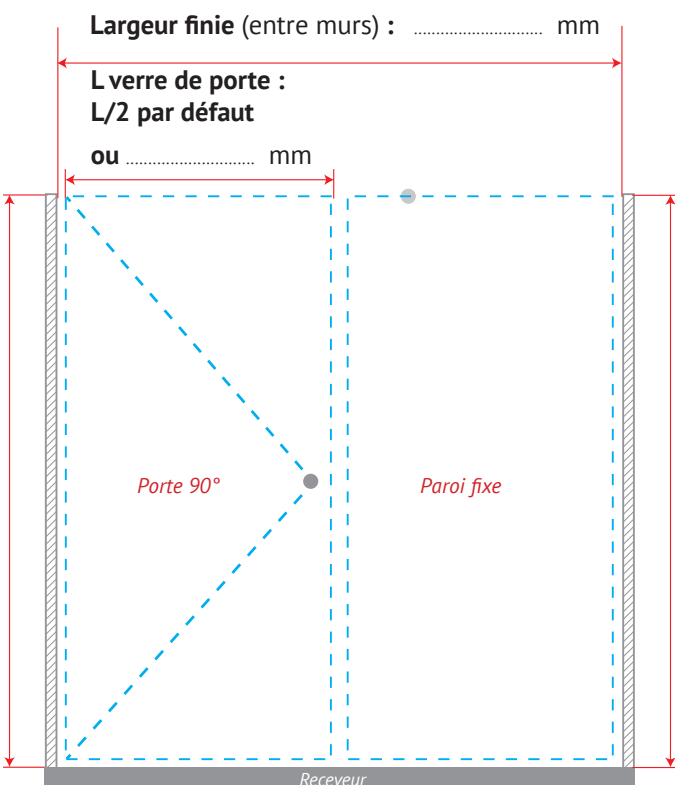 Largeur finie (entre murs) : ............................. mm
L verre de porte :
L/2 par défaut
ou ............................. mm
Porte 90°
Paroi fixe
Receveur